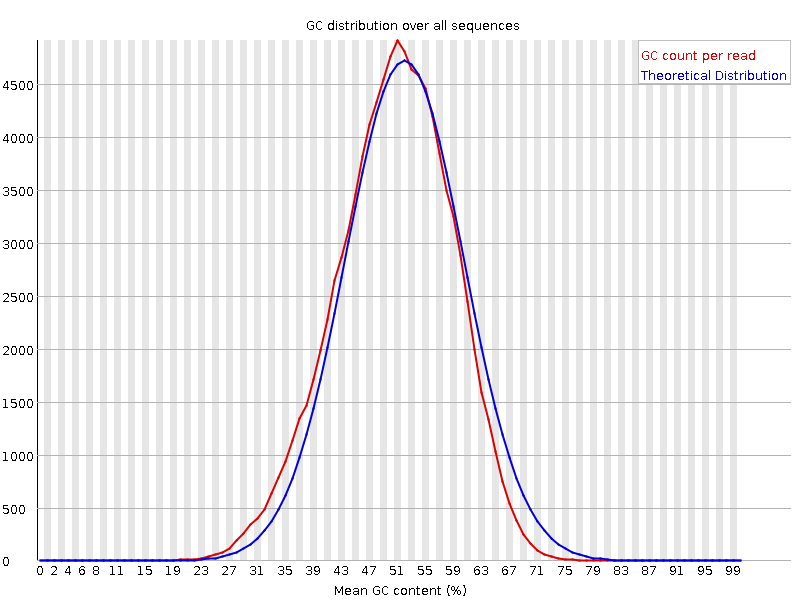 GC distribution over all sequences
GC count per read
Theoretical Distribution
4500
4000
3500
3000
2500
2000
1500
1000
500
0
0 2 4 6 8 11 15 19 23 27 31 35 39 43 47 51 55 59 63 67 71 75 79 83 87 91 95 99
Mean GC content (%)